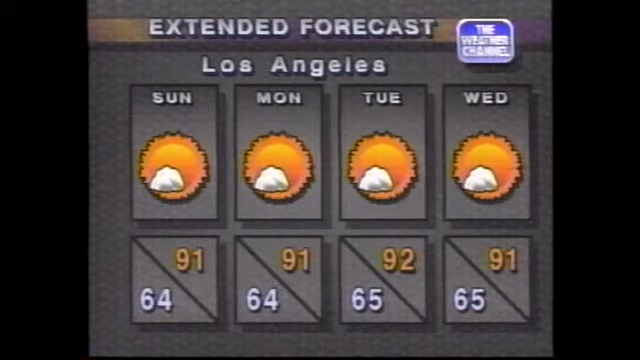 EXTENDED FORECAST
THE
WEATHER
CHANNEL
Los Angeles
SUN MON TUE WED
91 91 92 91
64 64 65 65